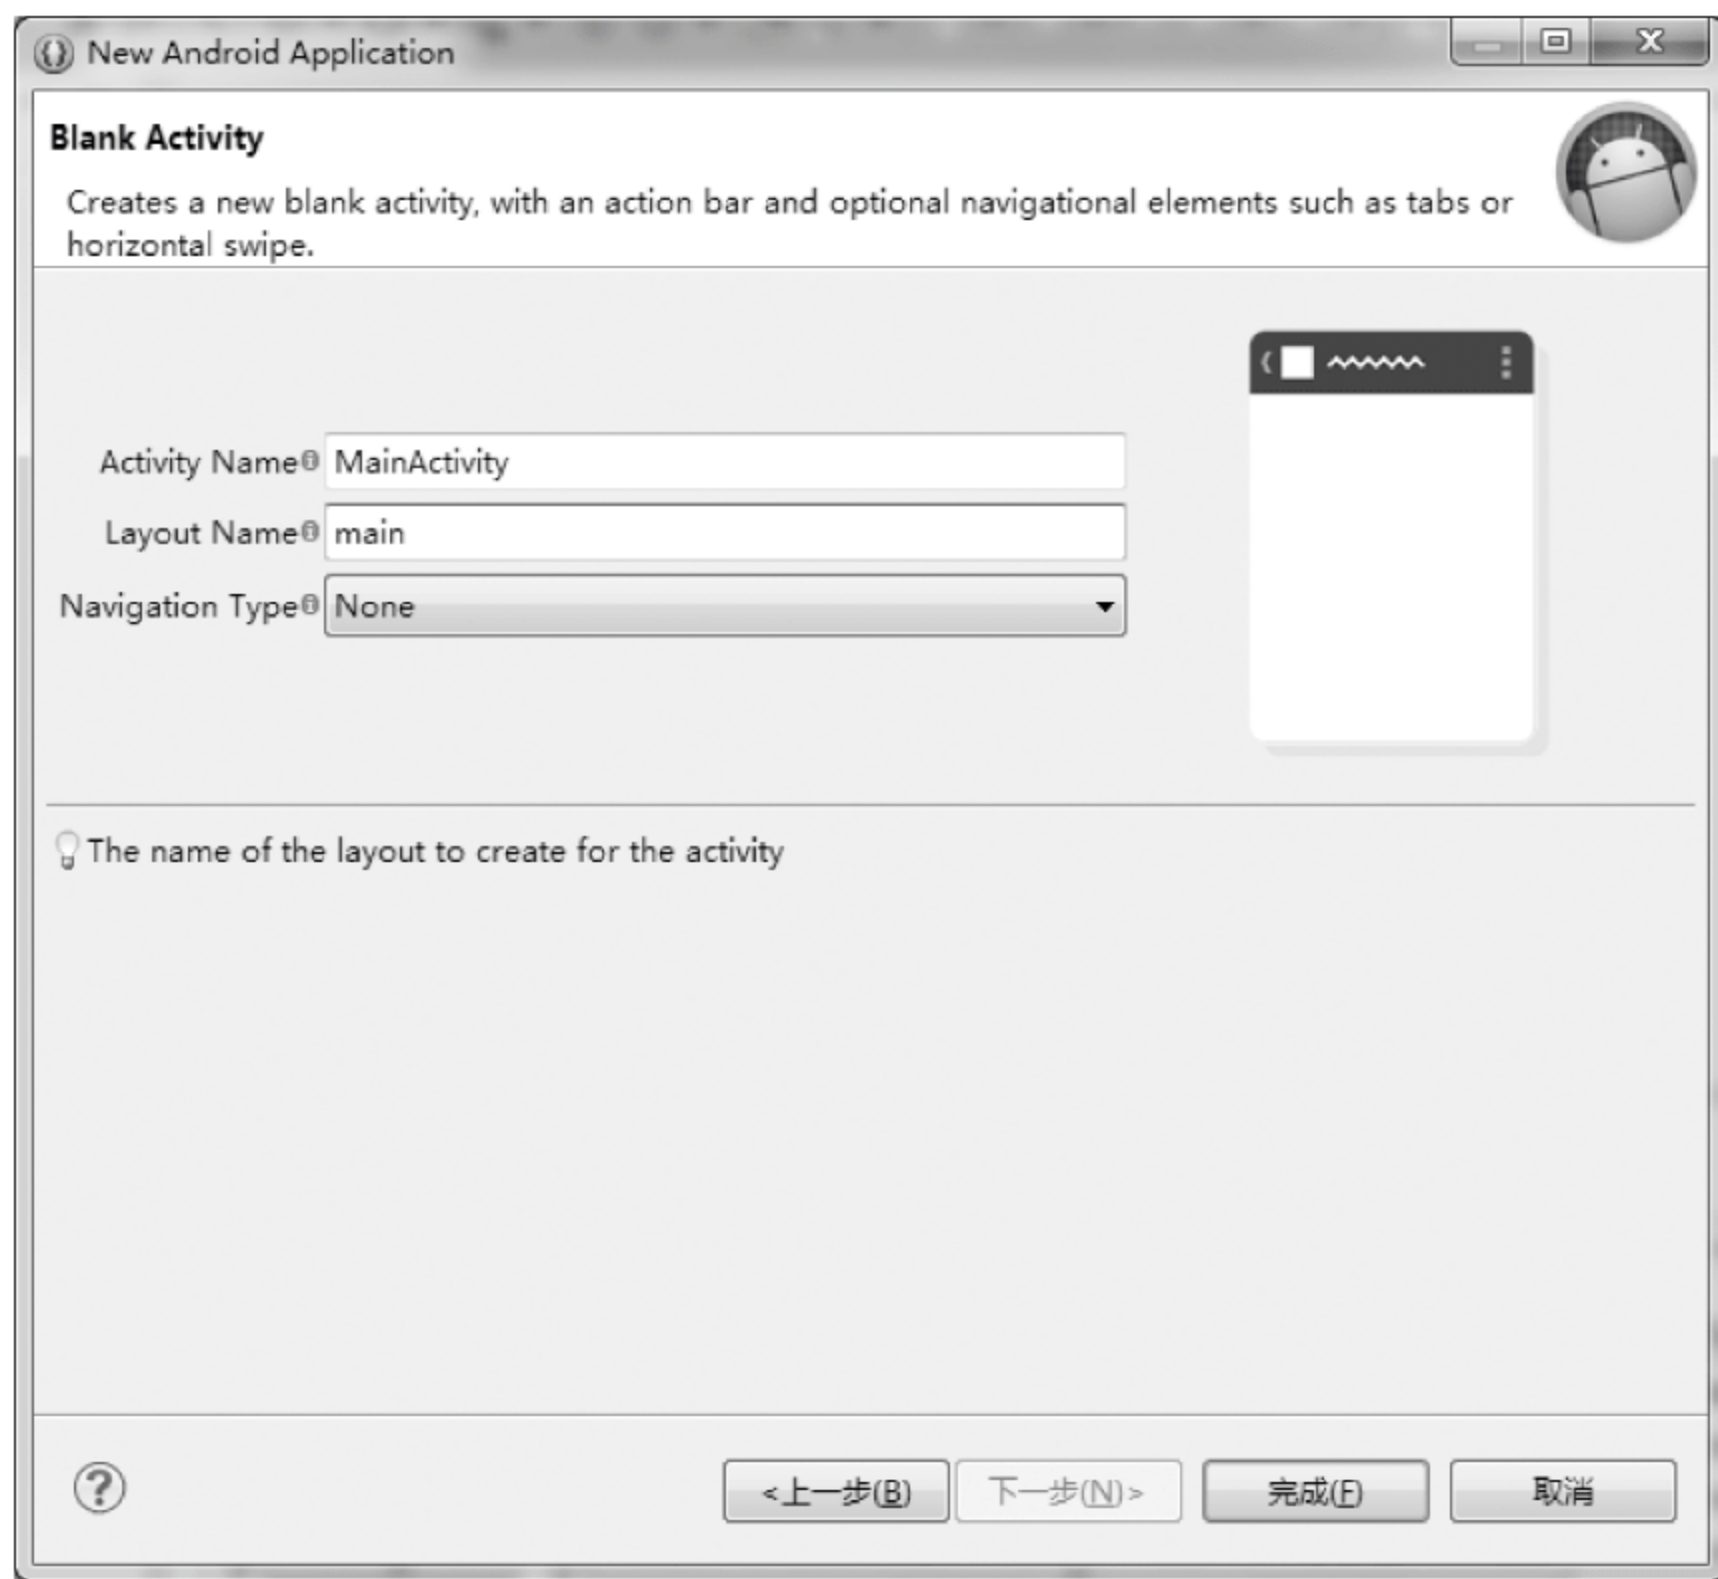 New Android Application
Blank Activity
Creates a new blank activity, with an action bar and optional navigational elements such as tabs or
horizontal swipe.
Activity Name MainActivity
Layout Name main
Navigation Type None
The name of the layout to create for the activity
<上一步(B) 下一步(N)> 完成(F) 取消